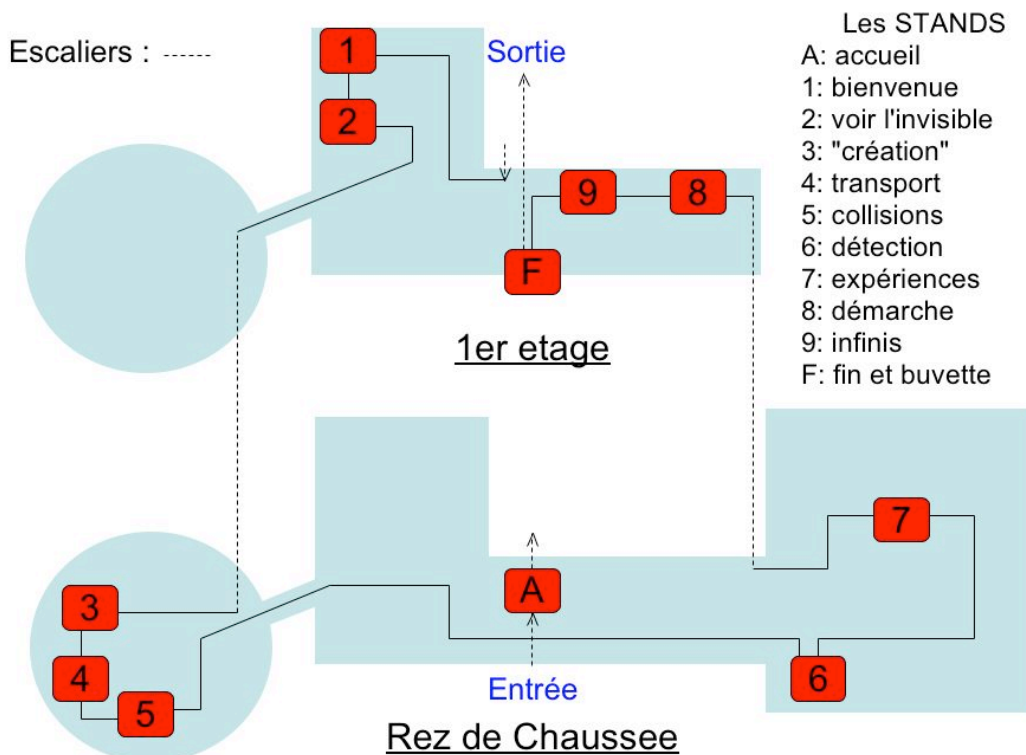 Escaliers : ------
Sortie
1
2
9
8
F
1er etage
Les STANDS
A: accueil
1: bienvenue
2: voir l'invisible
3: "création"
4: transport
5: collisions
6: détection
7: expériences
8: démarche
9: infinis
F: fin et buvette
7
3
A
4
5
6
Entrée
Rez de Chaussee